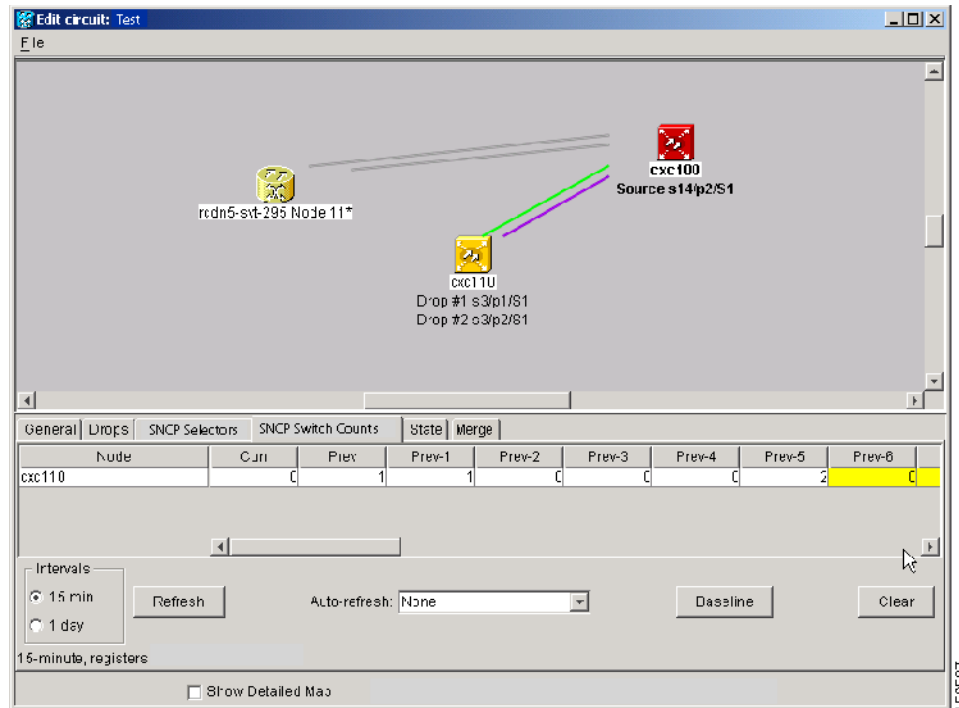 Edit circuit: Test
File
cxc100
Source s14/p2/S1
rcdn5-svt-295 Node 11*
cxc110
Drop #1 s3/p1/S1
Drop #2 s3/p2/S1
General Drops SNCP Selectors SNCP Switch Counts State Merge
Node Curr Prev Prev-1 Prev-2 Prev-3 Prev-4 Prev-5 Prev-6
cxc110 0 1 1 0 0 0 2 0
Intervals
15 min
1 day
Refresh
Auto-refresh: None
Baseline
Clear
15-minute, registers
Show Detailed Map